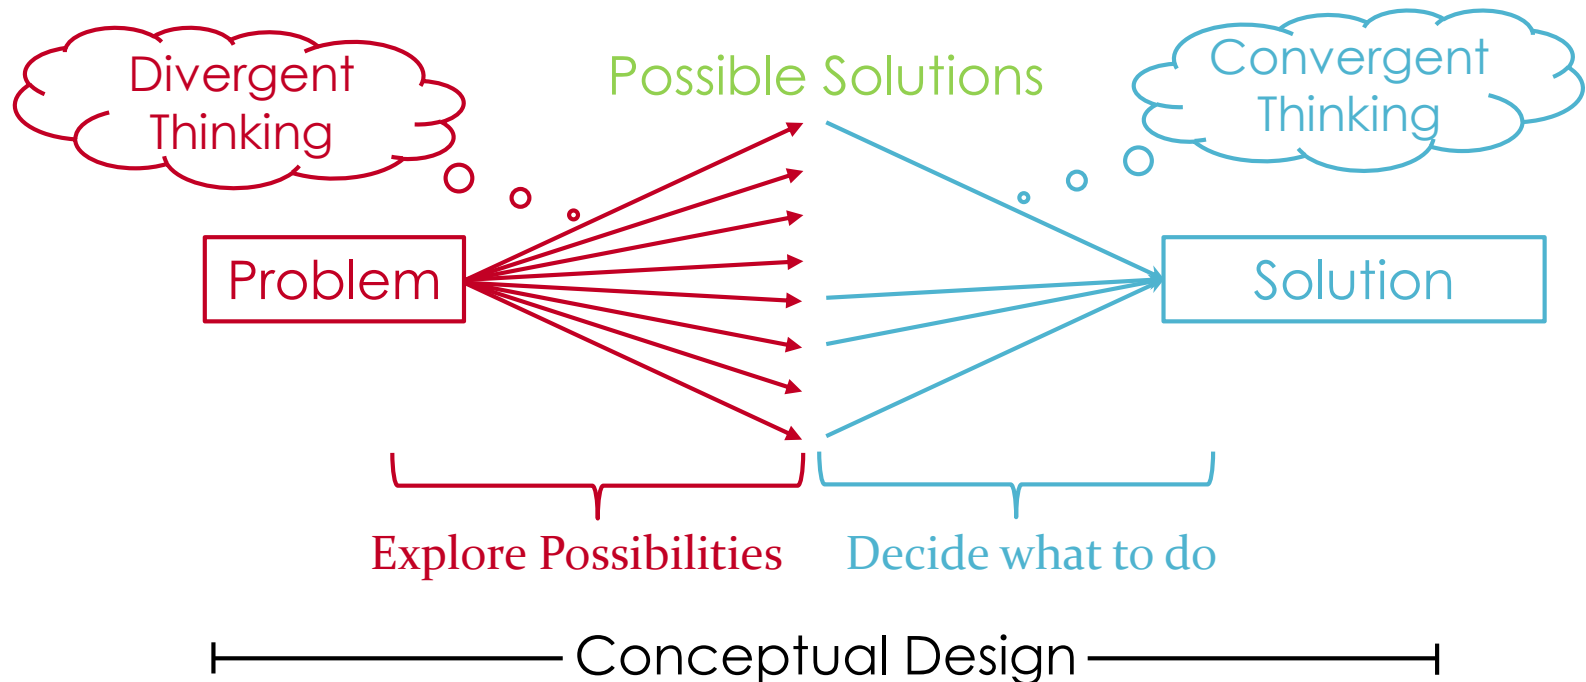 Divergent
Thinking
Possible Solutions
Convergent
Thinking
Problem
Solution
Explore Possibilities
Decide what to do
Conceptual Design